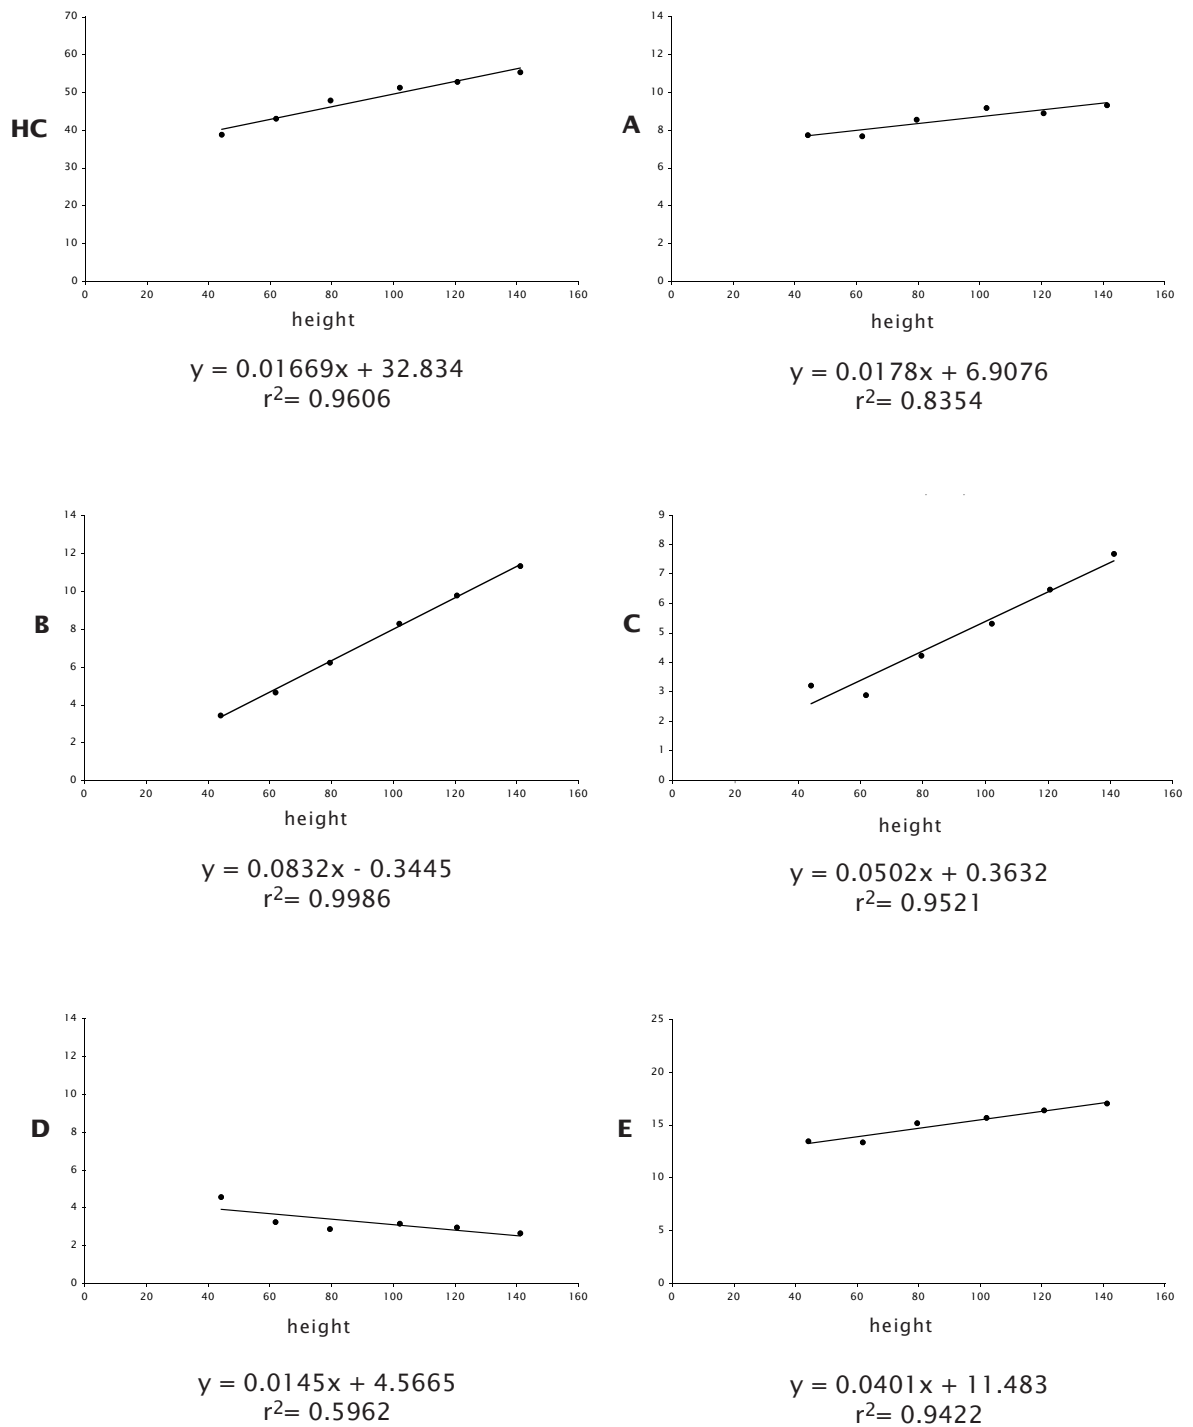 70
60
50
40
30
20
10
0
HC
0 20 40 60 80 100 120 140 160
height
y = 0.01669x + 32.834
r²= 0.9606
14
12
10
8
6
4
2
0
A
0 20 40 60 80 100 120 140 160
height
y = 0.0178x + 6.9076
r²= 0.8354
14
12
10
8
6
4
2
0
B
0 20 40 60 80 100 120 140 160
height
y = 0.0832x - 0.3445
r²= 0.9986
9
8
7
6
5
4
3
2
1
0
C
0 20 40 60 80 100 120 140 160
height
y = 0.0502x + 0.3632
r²= 0.9521
14
12
10
8
6
4
2
0
D
0 20 40 60 80 100 120 140 160
height
y = 0.0145x + 4.5665
r²= 0.5962
25
20
15
10
5
0
E
0 20 40 60 80 100 120 140 160
height
y = 0.0401x + 11.483
r²= 0.9422